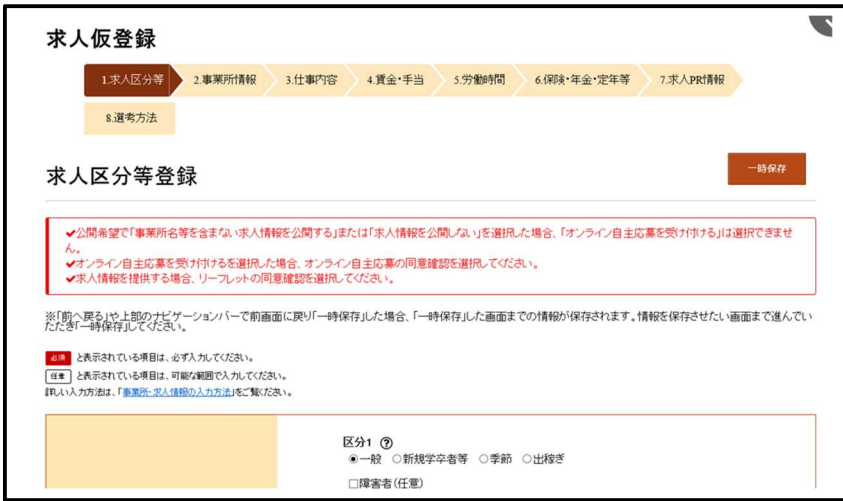 求人仮登録
1.求人区分等 2.事業所情報 3.仕事内容 4.賃金・手当 5.労働時間 6.保険・年金・定年等 7.求人PR情報
8.選考方法
求人区分等登録
一時保存
✔公開希望で「事業所名等を含まない求人情報を公開する」または「求人情報を公開しない」を選択した場合、「オンライン自主応募を受け付ける」は選択できませ
ん。
✔オンライン自主応募を受け付けるを選択した場合、オンライン自主応募の同意確認を選択してください。
✔求人情報を提供する場合、リーフレットの同意確認を選択してください。
※「前へ戻る」や上部のナビゲーションバーで前画面に戻り「一時保存」した場合、「一時保存」した画面までの情報が保存されます。情報を保存させたい画面まで進んでい
ただき「一時保存」してください。
必須 と表示されている項目は、必ず入力してください。
任意 と表示されている項目は、可能な範囲で入力してください。
詳しい入力方法は、「事業所・求人情報の入力方法」をご覧ください。
区分1 ?
◉一般 ○新規学卒者等 ○季節 ○出稼ぎ
□障害者(任意)